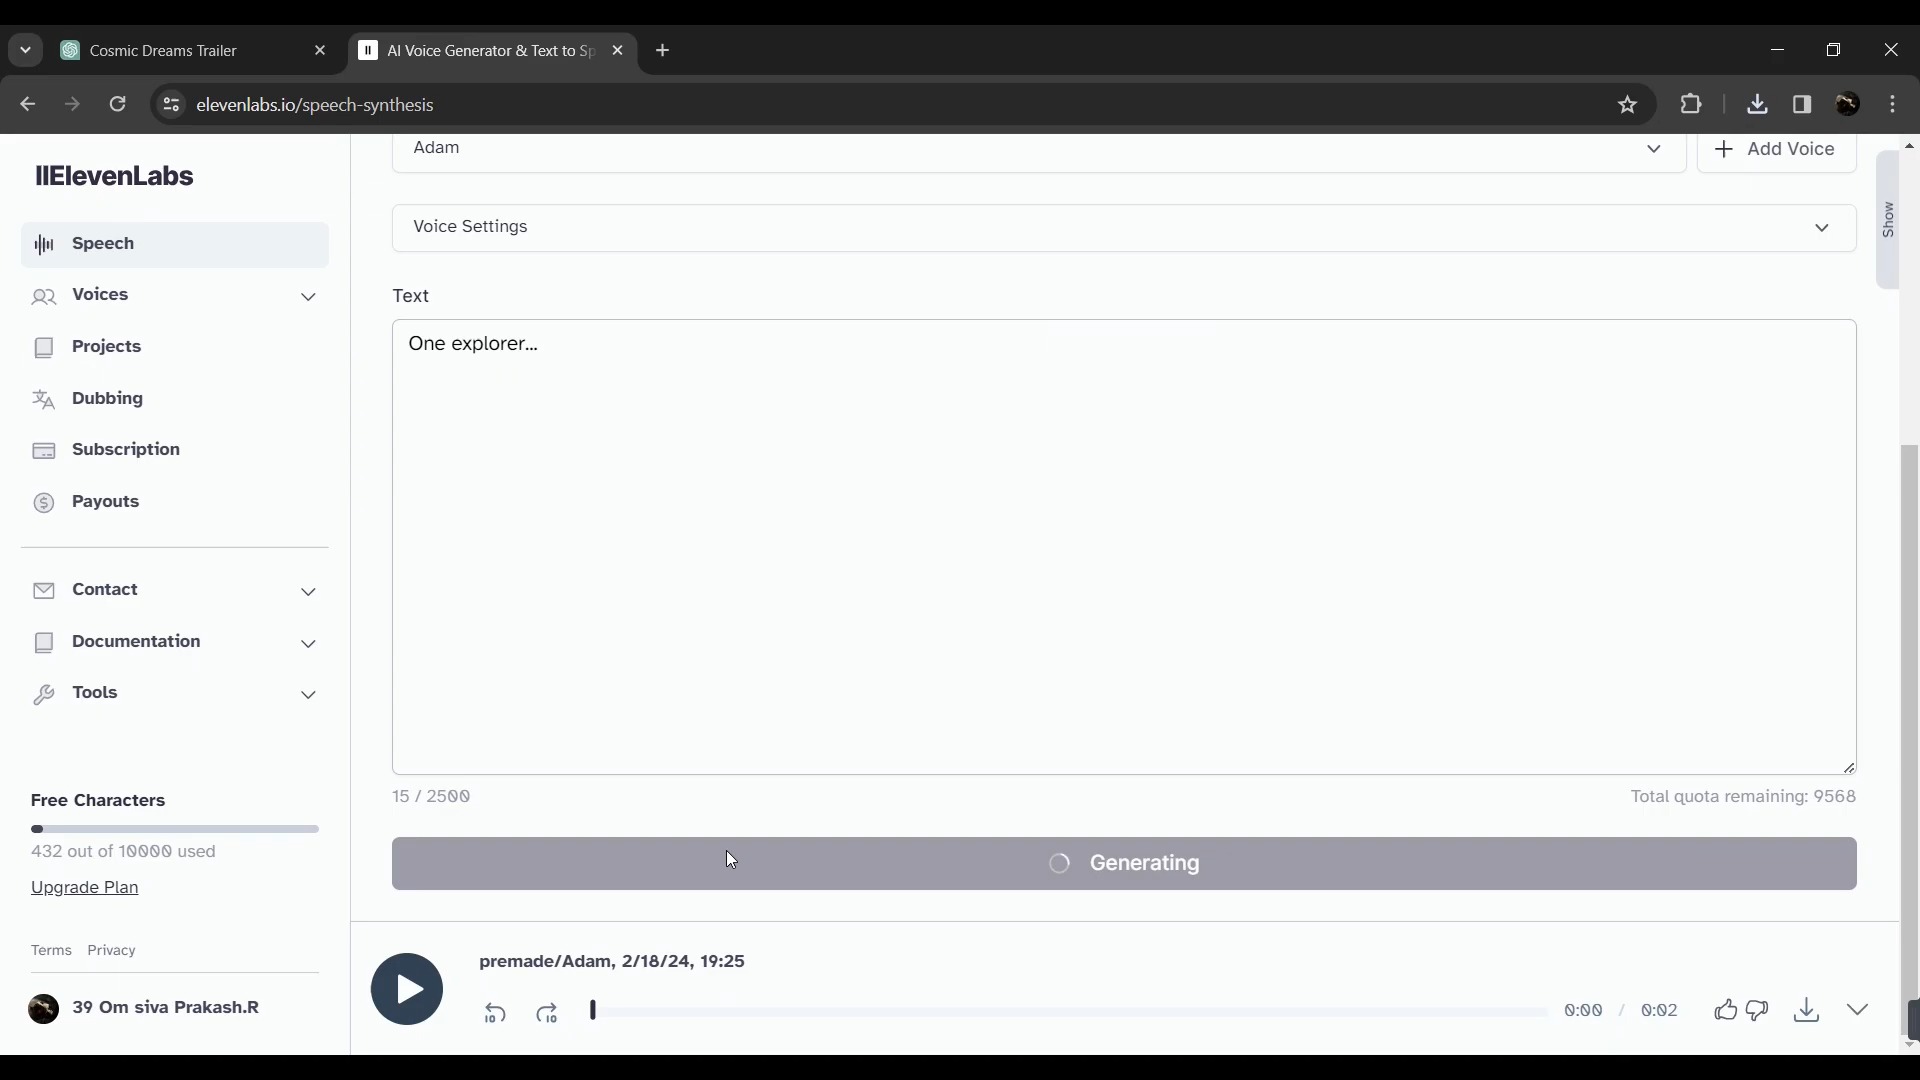 Cosmic Dreams Trailer
AI Voice Generator & Text to Sp
elevenlabs.io/speech-synthesis
IIElevenLabs
Speech
Voices
Projects
Dubbing
Subscription
Payouts
Contact
Documentation
Tools
Free Characters
432 out of 10000 used
Upgrade Plan
Terms Privacy
39 Om siva Prakash.R
Adam
Add Voice
Show
Voice Settings
Text
One explorer...
15 / 2500
Total quota remaining: 9568
Generating
premade/Adam, 2/18/24, 19:25
10
10
0:00 / 0:02